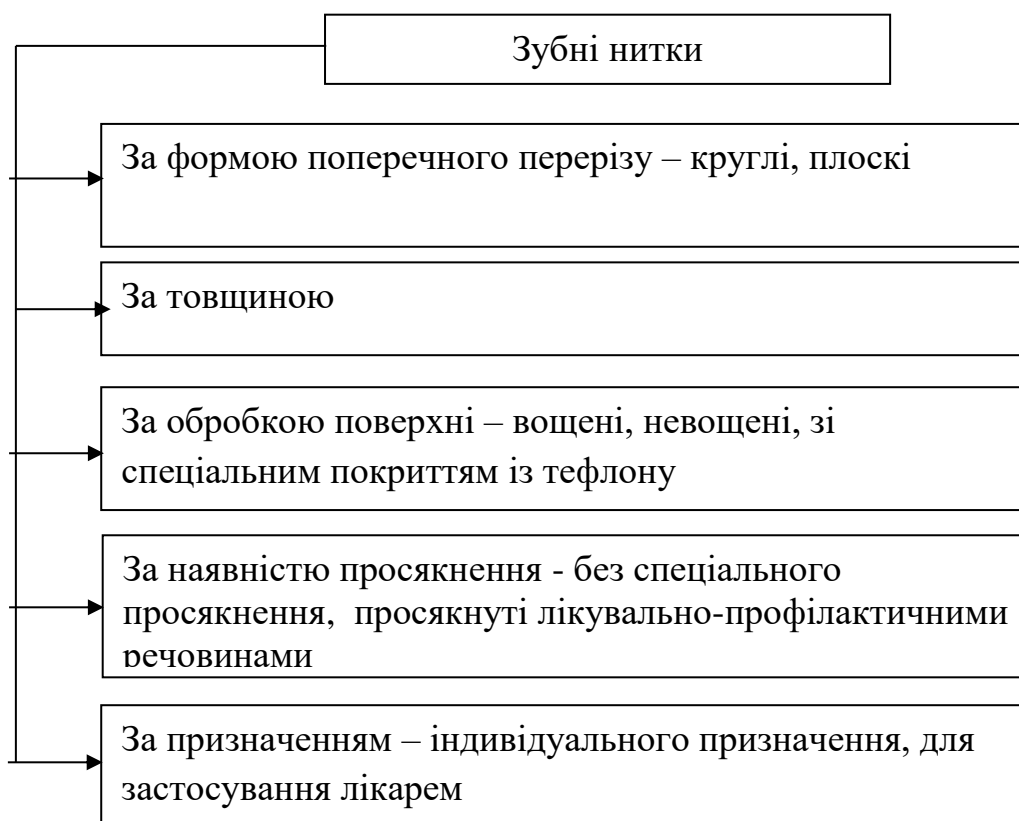 Зубні нитки
За формою поперечного перерізу – круглі, плоскі
За товщиною
За обробкою поверхні – вощені, невощені, зі
спеціальним покриттям із тефлону
За наявністю просякнення - без спеціального
просякнення,  просякнуті лікувально-профілактичними
речовинами
За призначенням – індивідуального призначення, для
застосування лікарем